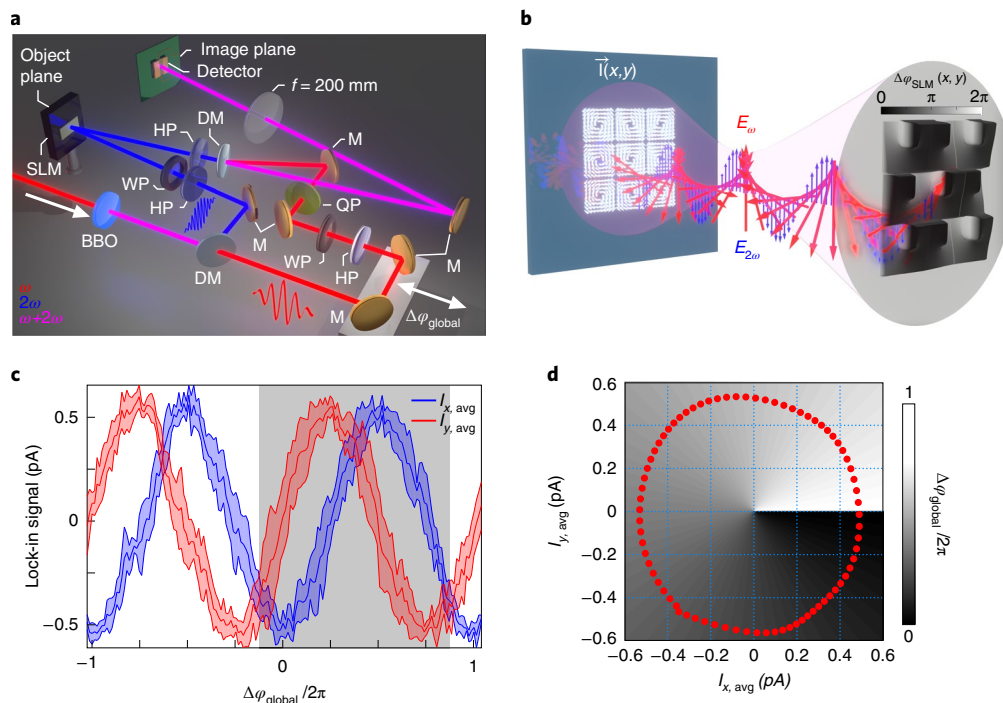 a
Object
plane
Image plane
Detector
f = 200 mm
HP
DM
M
SLM
WP
HP
QP
BBO
M
WP
HP
M
DM
M
Δφglobal
ω
2ω
ω+2ω
b
I(x,y)
Eω
E2ω
ΔφSLM (x, y)
0 π 2π
c
Lock-in signal (pA)
0.5
0
−0.5
−1 0 1
Δφglobal/2π
Ix, avg
Iy, avg
d
Iy, avg (pA)
0.6
0.4
0.2
0
−0.2
−0.4
−0.6
−0.6 −0.4 −0.2 0 0.2 0.4 0.6
Ix, avg (pA)
1
Δφglobal/2π
0